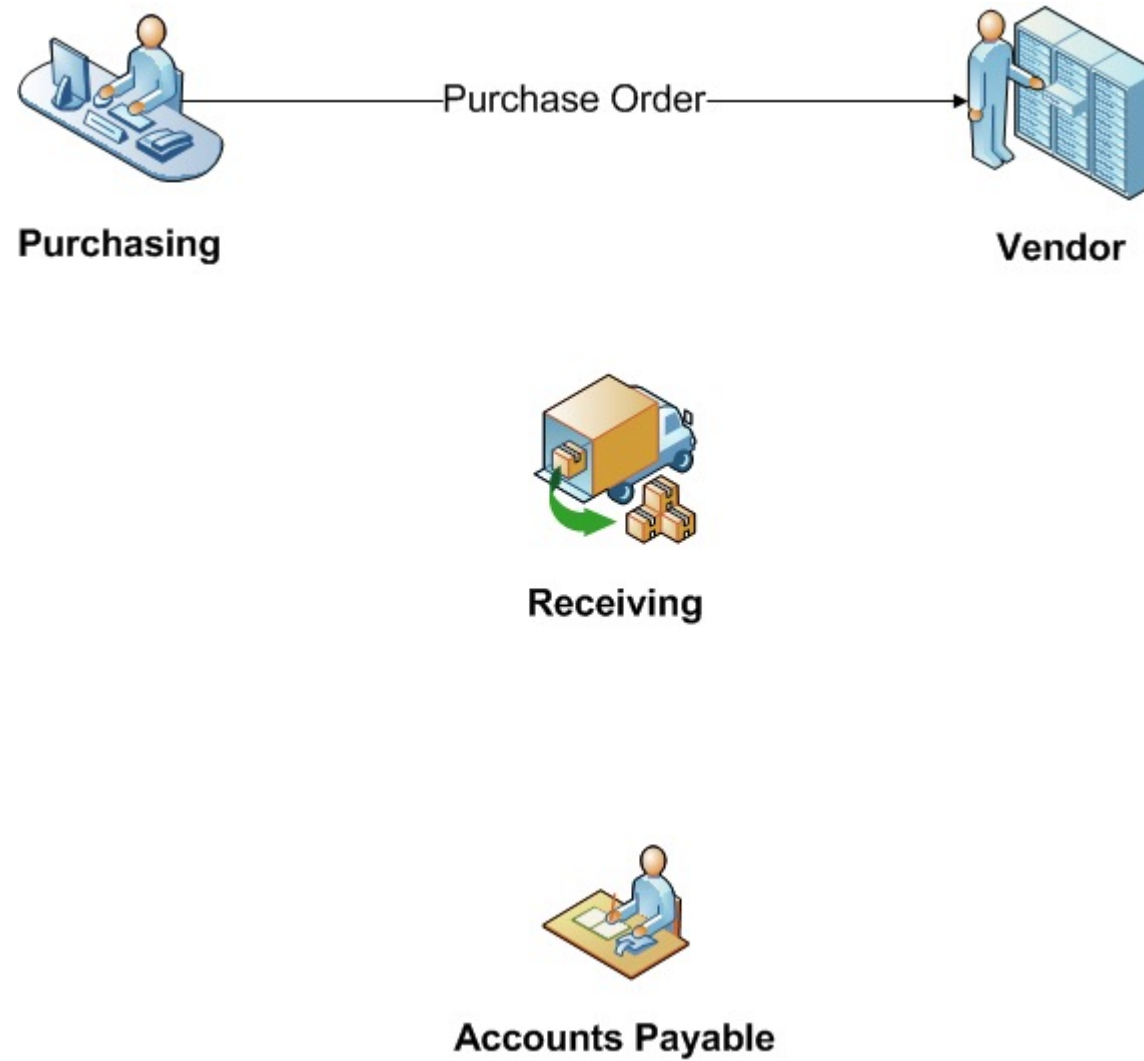 Purchase Order
Purchasing
Vendor
Receiving
Accounts Payable